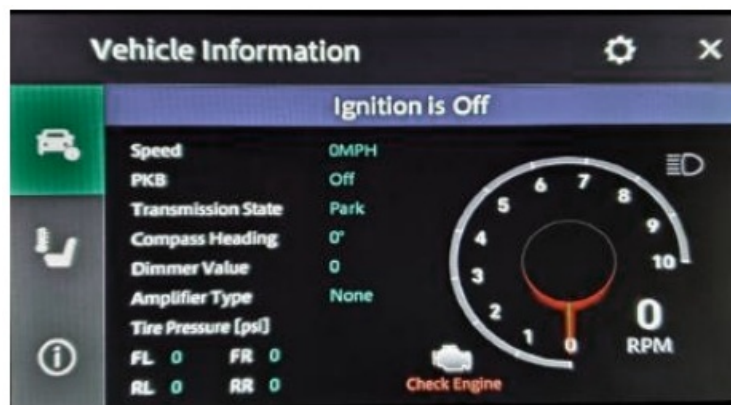 Vehicle Information
Ignition is Off
Speed 0MPH
PKB Off
Transmission State Park
Compass Heading 0°
Dimmer Value 0
Amplifier Type None
Tire Pressure [psi]
FL 0 FR 0
RL 0 RR 0
0
1
2
3
4
5
6
7
8
9
10
0
RPM
Check Engine